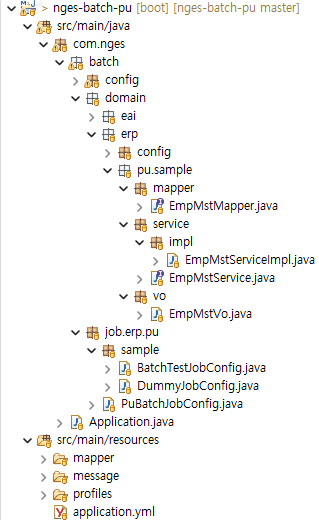 nges-batch-pu [boot] [nges-batch-pu master]
src/main/java
com.nges
batch
config
domain
eai
erp
config
pu.sample
mapper
EmpMstMapper.java
service
impl
EmpMstServiceImpl.java
EmpMstService.java
vo
EmpMstVo.java
job.erp.pu
sample
BatchTestJobConfig.java
DummyJobConfig.java
PuBatchJobConfig.java
Application.java
src/main/resources
mapper
message
profiles
application.yml